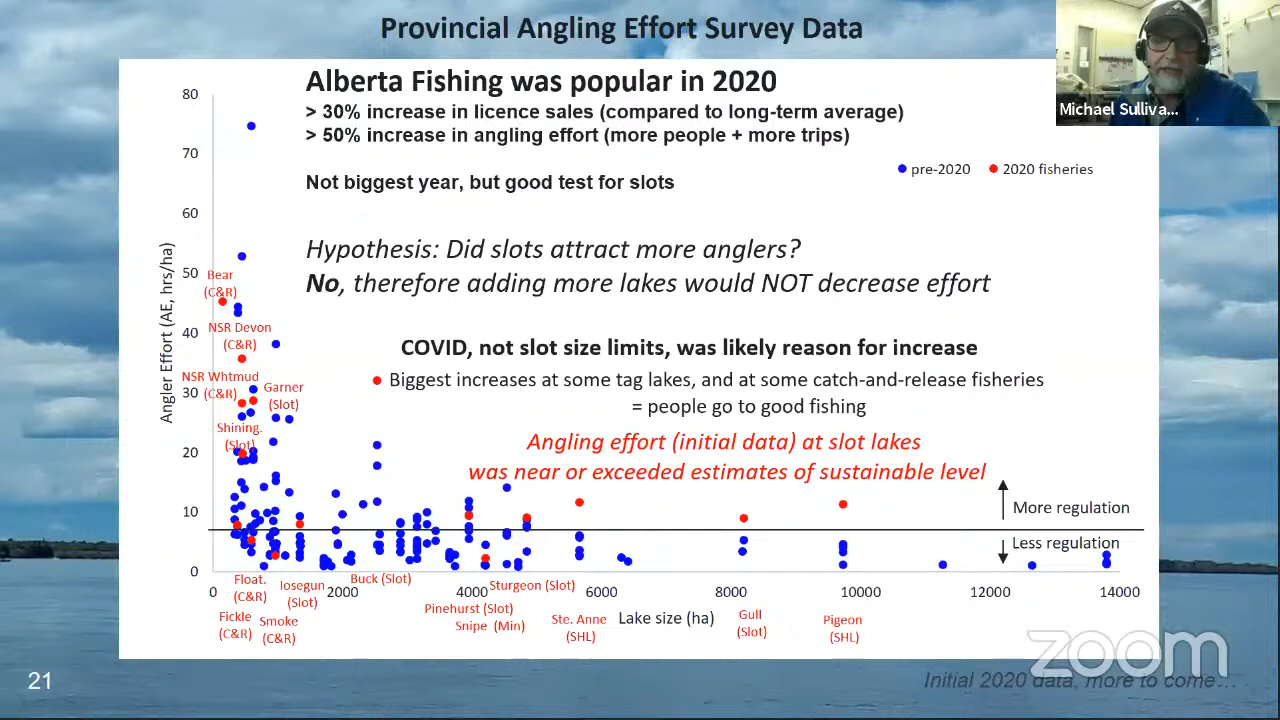 Provincial Angling Effort Survey Data
Michael Sulliva...
Alberta Fishing was popular in 2020
> 30% increase in licence sales (compared to long-term average)
> 50% increase in angling effort (more people + more trips)
pre-2020
2020 fisheries
Not biggest year, but good test for slots
Hypothesis: Did slots attract more anglers?
No, therefore adding more lakes would NOT decrease effort
COVID, not slot size limits, was likely reason for increase
Biggest increases at some tag lakes, and at some catch-and-release fisheries
= people go to good fishing
Angling effort (initial data) at slot lakes
was near or exceeded estimates of sustainable level
More regulation
Less regulation
Angler Effort (AE, hrs/ha)
80
70
60
50
40
30
20
10
0
Bear
(C&R)
NSR Devon
(C&R)
NSR Whtmud
(C&R)
Garner
(Slot)
Shining.
(Slot)
0
2000
4000
6000
8000
10000
12000
14000
Lake size (ha)
Float.
(C&R)
Fickle
(C&R)
Smoke
(C&R)
Iosegun
(Slot)
Buck (Slot)
Pinehurst (Slot)
Snipe (Min)
Sturgeon (Slot)
Ste. Anne
(SHL)
Gull
(Slot)
Pigeon
(SHL)
zoom
21
Initial 2020 data, more to come…